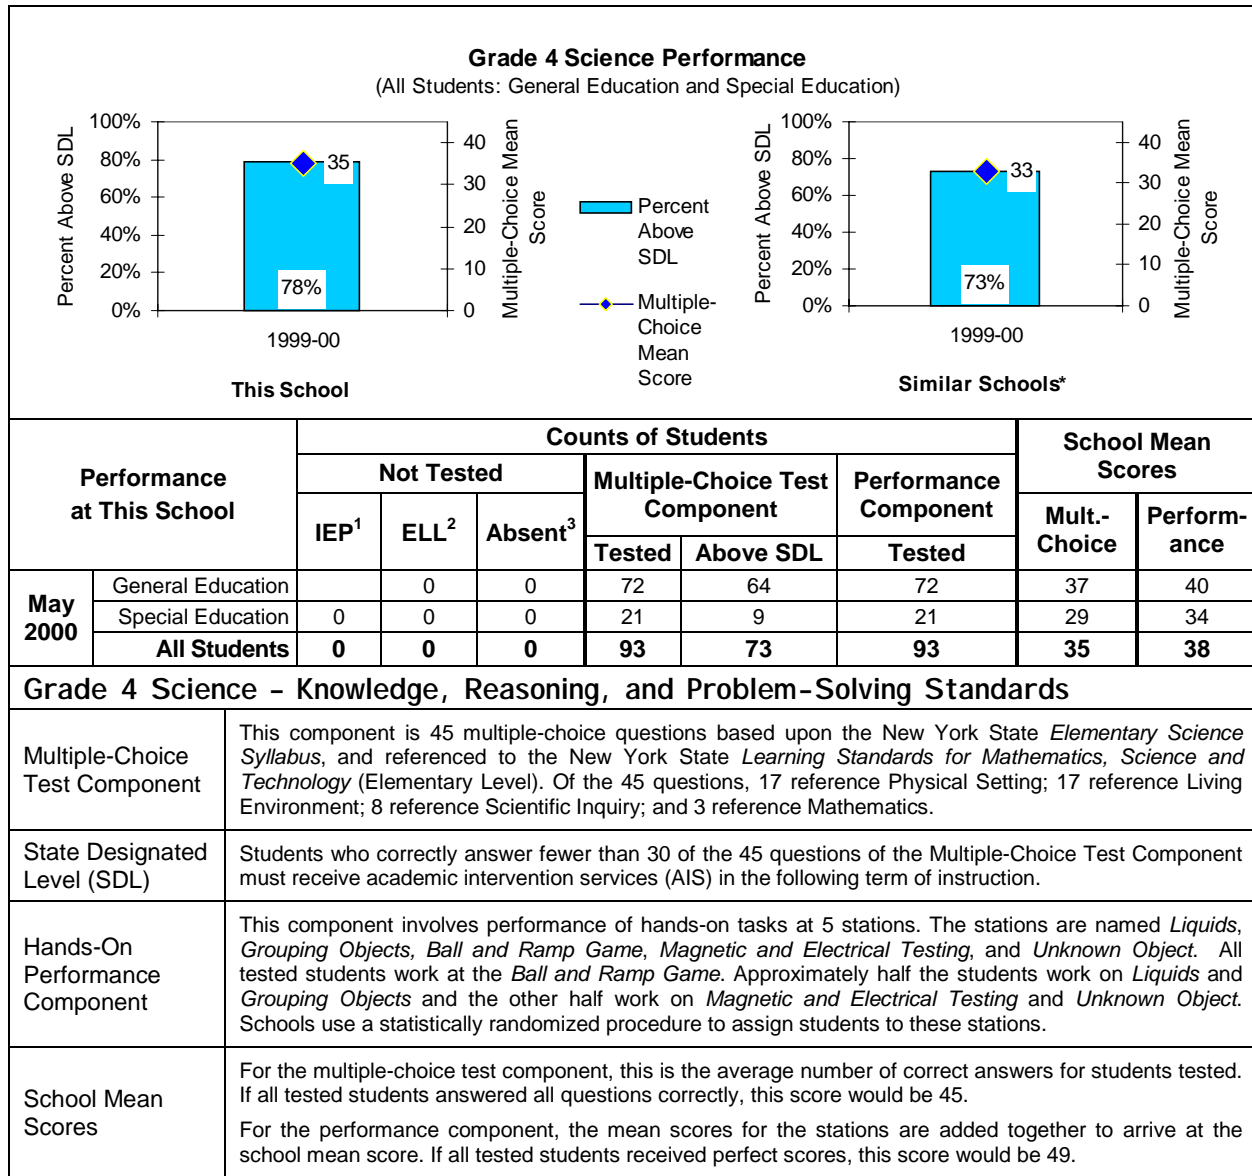 Grade 4 Science Performance
(All Students: General Education and Special Education)
Percent Above SDL
100%
80%
60%
40%
20%
0%
35
78%
1999-00
40
30
20
10
0
Multiple-Choice Mean Score
This School
Percent
Above
SDL
Multiple-
Choice
Mean
Score
Percent Above SDL
100%
80%
60%
40%
20%
0%
33
73%
1999-00
40
30
20
10
0
Multiple-Choice Mean Score
Similar Schools*
Performance
at This School
Counts of Students
School Mean
Scores
Not Tested
Multiple-Choice Test
Component
Performance
Component
IEP1 ELL2 Absent3
Tested Above SDL Tested
Mult.-
Choice
Perform-
ance
May
2000
General Education 0 0 72 64 72 37 40
Special Education 0 0 0 21 9 21 29 34
All Students 0 0 0 93 73 93 35 38
Grade 4 Science – Knowledge, Reasoning, and Problem-Solving Standards
Multiple-Choice
Test Component
This component is 45 multiple-choice questions based upon the New York State Elementary Science
Syllabus, and referenced to the New York State Learning Standards for Mathematics, Science and
Technology (Elementary Level). Of the 45 questions, 17 reference Physical Setting; 17 reference Living
Environment; 8 reference Scientific Inquiry; and 3 reference Mathematics.
State Designated
Level (SDL)
Students who correctly answer fewer than 30 of the 45 questions of the Multiple-Choice Test Component
must receive academic intervention services (AIS) in the following term of instruction.
Hands-On
Performance
Component
This component involves performance of hands-on tasks at 5 stations. The stations are named Liquids,
Grouping Objects, Ball and Ramp Game, Magnetic and Electrical Testing, and Unknown Object. All
tested students work at the Ball and Ramp Game. Approximately half the students work on Liquids and
Grouping Objects and the other half work on Magnetic and Electrical Testing and Unknown Object.
Schools use a statistically randomized procedure to assign students to these stations.
School Mean
Scores
For the multiple-choice test component, this is the average number of correct answers for students tested.
If all tested students answered all questions correctly, this score would be 45.
For the performance component, the mean scores for the stations are added together to arrive at the
school mean score. If all tested students received perfect scores, this score would be 49.